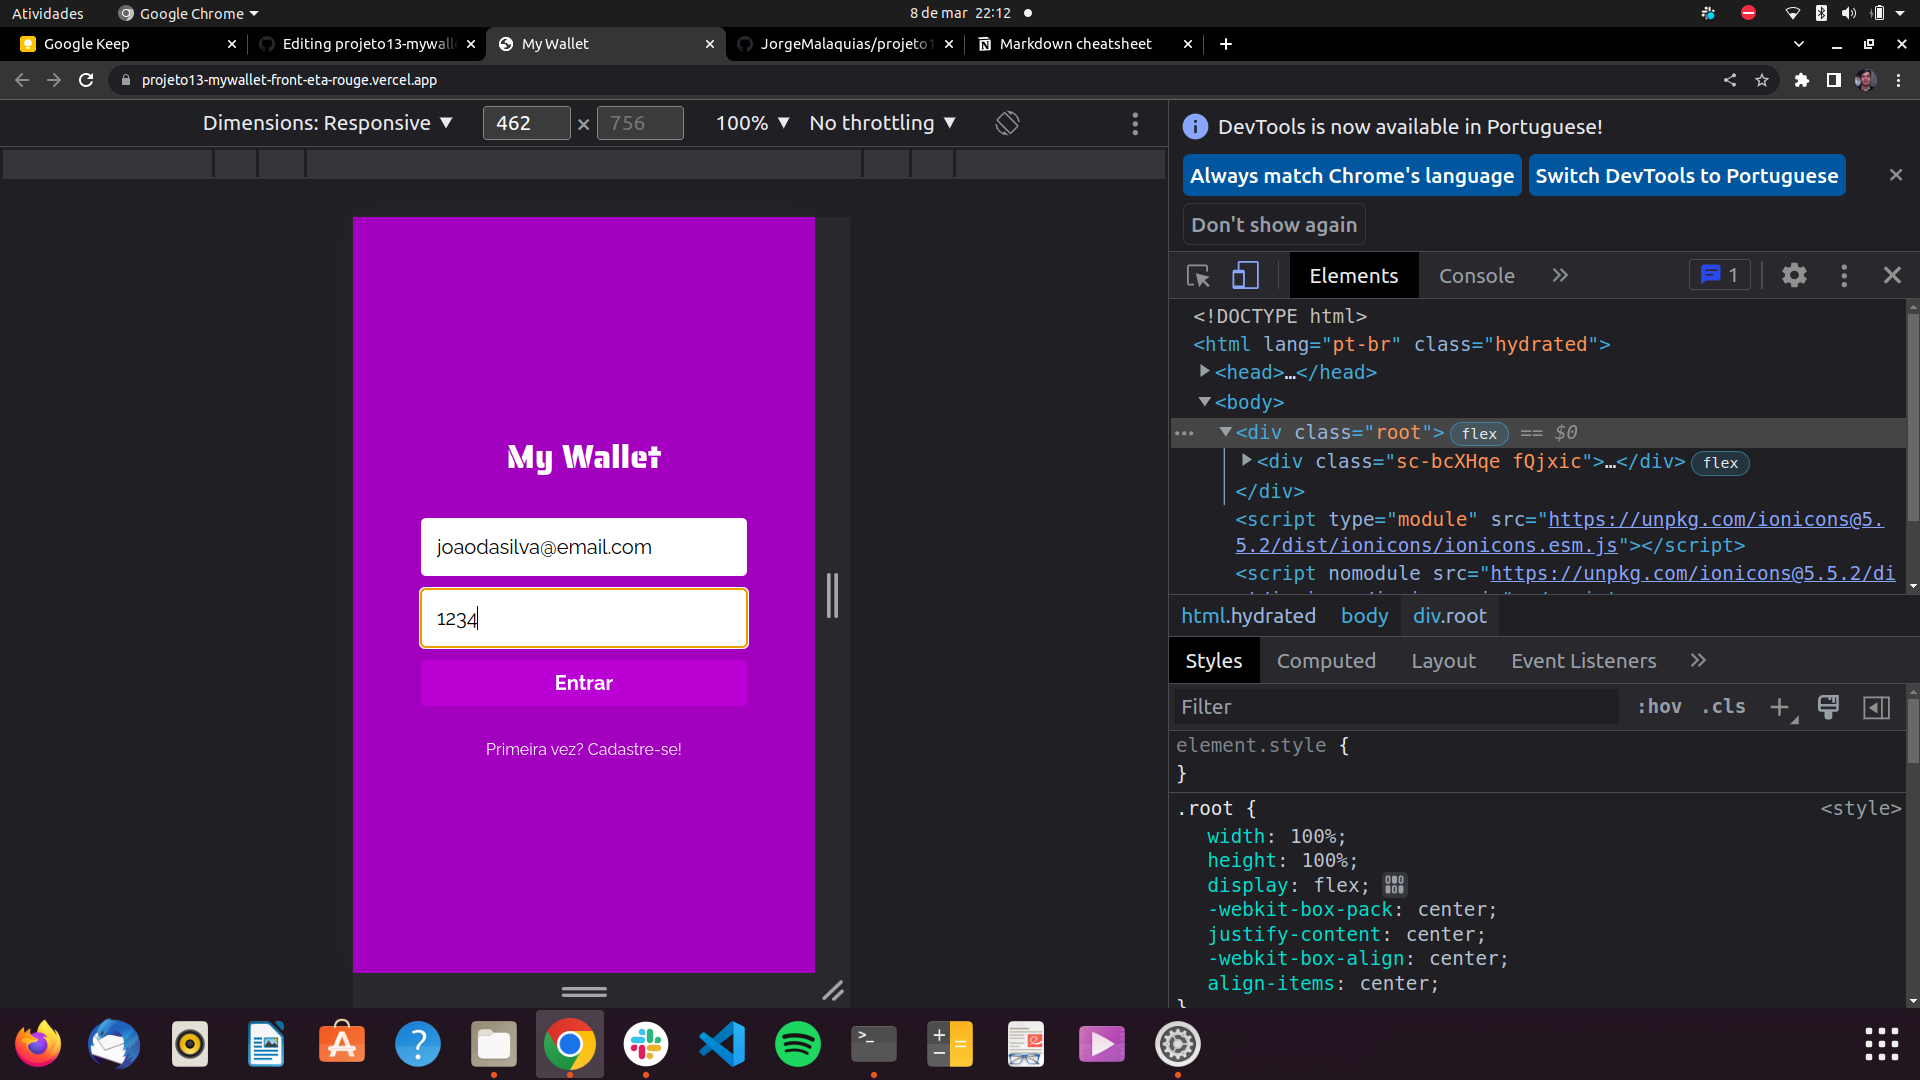 Atividades
Google Chrome
8 de mar 22:12
Google Keep
Editing projeto13-mywall
My Wallet
JorgeMalaquias/projeto1
Markdown cheatsheet
projeto13-mywallet-front-eta-rouge.vercel.app
Dimensions: Responsive
462 × 756
100%
No throttling
My Wallet
joaodasilva@email.com
1234
Entrar
Primeira vez? Cadastre-se!
DevTools is now available in Portuguese!
Always match Chrome's language
Switch DevTools to Portuguese
Don't show again
Elements
Console
1
<!DOCTYPE html>
<html lang="pt-br" class="hydrated">
<head>…</head>
<body>
<div class="root"> flex == $0
<div class="sc-bcXHqe fQjxic">…</div> flex
</div>
<script type="module" src="https://unpkg.com/ionicons@5.
5.2/dist/ionicons/ionicons.esm.js"></script>
<script nomodule src="https://unpkg.com/ionicons@5.5.2/di
html.hydrated
body
div.root
Styles
Computed
Layout
Event Listeners
Filter
:hov
.cls
element.style {
}
.root {
<style>
width: 100%;
height: 100%;
display: flex;
-webkit-box-pack: center;
justify-content: center;
-webkit-box-align: center;
align-items: center;
}